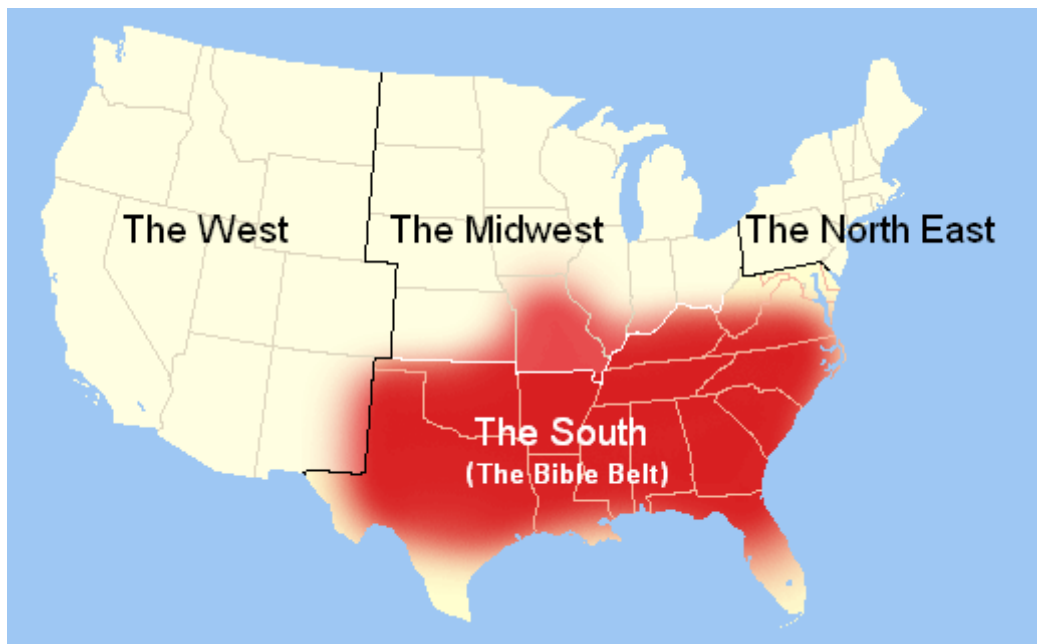 The West
The Midwest
The North East
The South
(The Bible Belt)